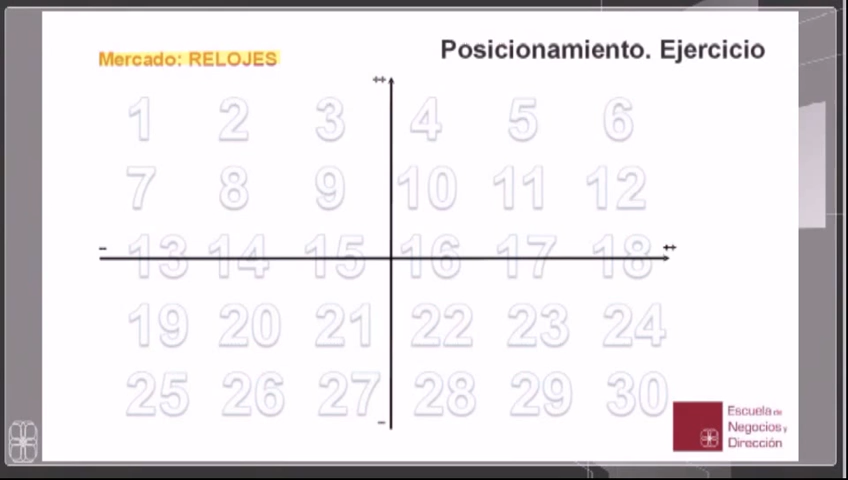 Mercado: RELOJES
Posicionamiento. Ejercicio
++
1 2 3 4 5 6
7 8 9 10 11 12
- 13 14 15 16 17 18 ++
19 20 21 22 23 24
25 26 27 28 29 30
-
Escuela de
Negocios y
Dirección